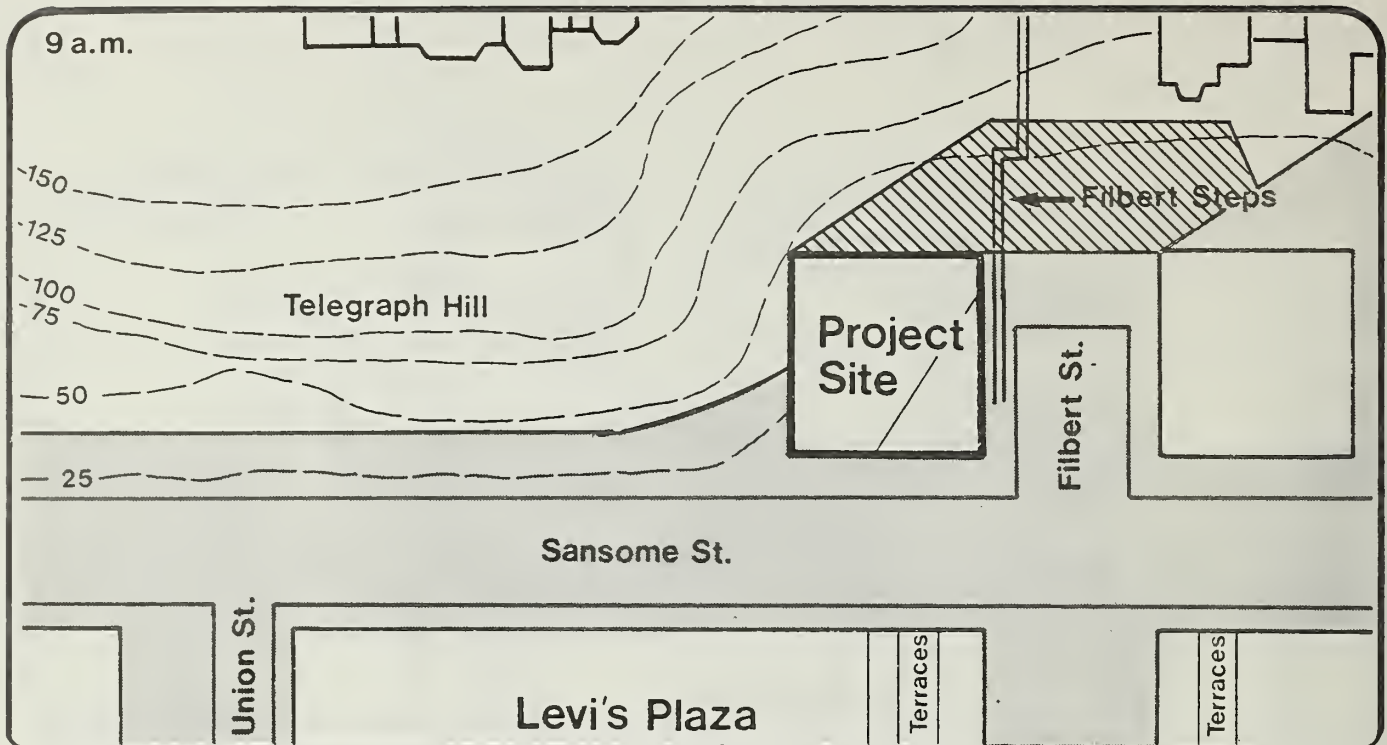 9 a.m.
-150
-125
-100
-75
50
25
Telegraph Hill
Filbert Steps
Project
Site
Filbert St.
Sansome St.
Union St.
Levi's Plaza
Terraces
Terraces